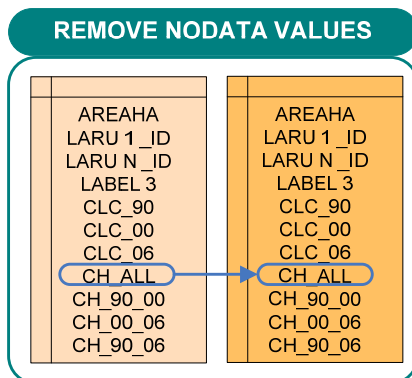 REMOVE NODATA VALUES
AREAHA
LARU 1 _ID
LARU N _ID
LABEL 3
CLC_90
CLC_00
CLC_06
CH_ALL
CH_90_00
CH_00_06
CH_90_06
AREAHA
LARU 1 _ID
LARU N _ID
LABEL 3
CLC_90
CLC_00
CLC_06
CH_ALL
CH_90_00
CH_00_06
CH_90_06